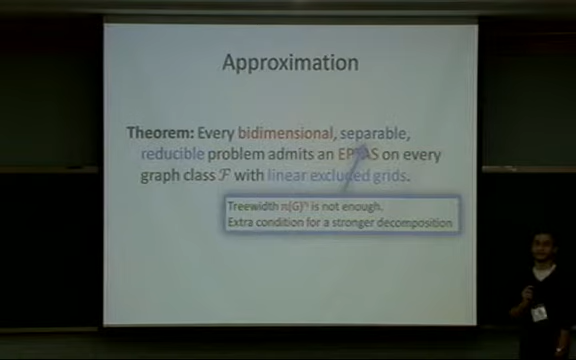 Approximation
Theorem: Every bidimensional, separable,
reducible problem admits an EPTAS on every
graph class ℱ with linear excluded grids.
Treewidth π(G)ᵟ is not enough.
Extra condition for a stronger decomposition